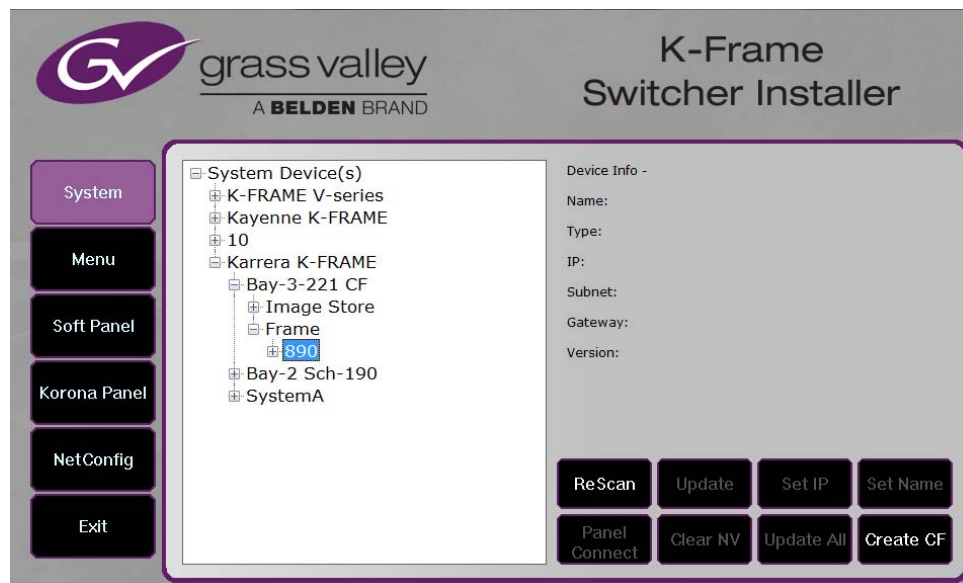 GV
grass valley
A BELDEN BRAND
K-Frame
Switcher Installer
System
Menu
Soft Panel
Korona Panel
NetConfig
Exit
System Device(s)
K-FRAME V-series
Kayenne K-FRAME
10
Karrera K-FRAME
Bay-3-221 CF
Image Store
Frame
890
Bay-2 Sch-190
SystemA
Device Info -
Name:
Type:
IP:
Subnet:
Gateway:
Version:
ReScan
Update
Set IP
Set Name
Panel
Connect
Clear NV
Update All
Create CF